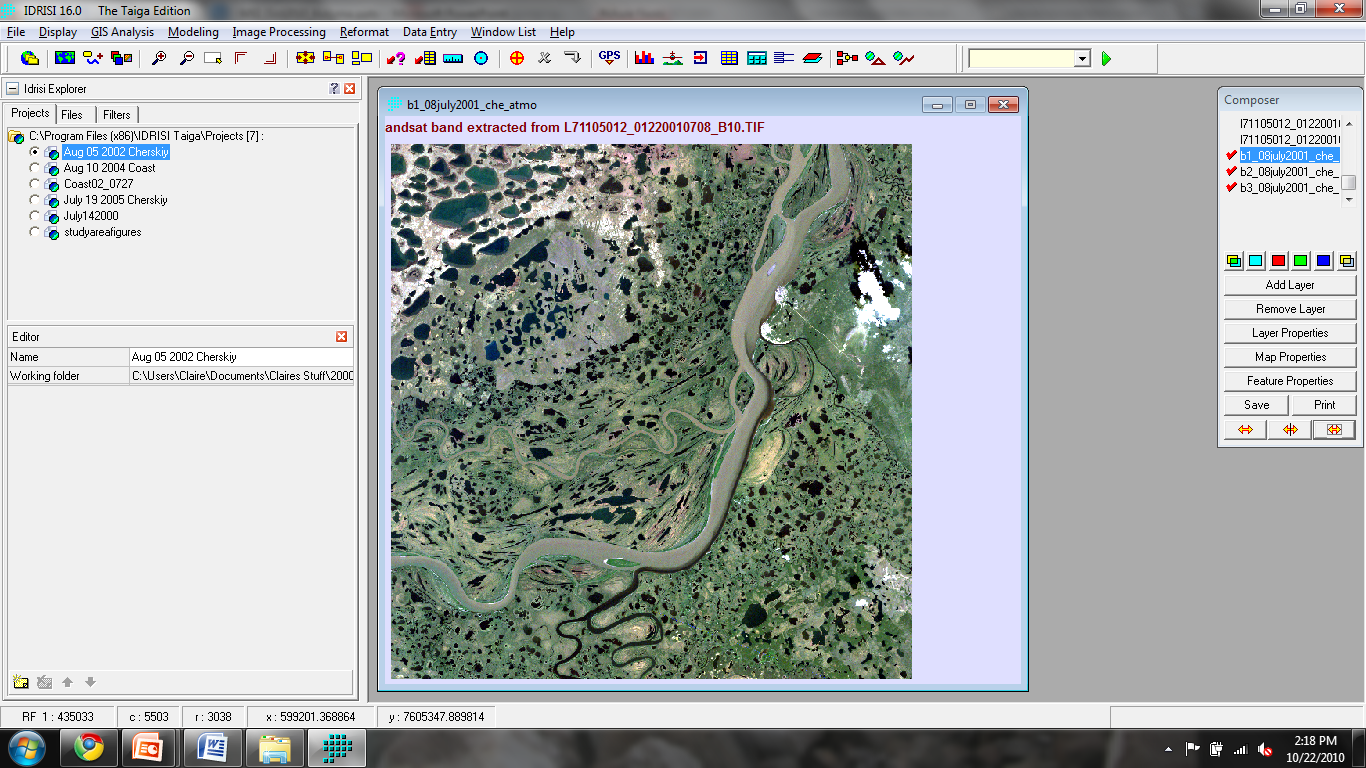 IDRISI 16.0 The Taiga Edition
File Display GIS Analysis Modeling Image Processing Reformat Data Entry Window List Help
GPS
Idrisi Explorer
Projects Files Filters
C:\Program Files (x86)\IDRISI Taiga\Projects [7] :
Aug 05 2002 Cherskiy
Aug 10 2004 Coast
Coast02_0727
July 19 2005 Cherskiy
July142000
studyareafigures
Editor
Name Aug 05 2002 Cherskiy
Working folder C:\Users\Claire\Documents\Claires Stuff\200
b1_08july2001_che_atmo
andsat band extracted from L71105012_01220010708_B10.TIF
Composer
l71105012_012200
l71105012_012200
b1_08july2001_che_
b2_08july2001_che_
b3_08july2001_che_
Add Layer
Remove Layer
Layer Properties
Map Properties
Feature Properties
Save Print
RF 1 : 435033 c : 5503 r : 3038 x : 599201.368864 y : 7605347.889814
2:18 PM
10/22/2010